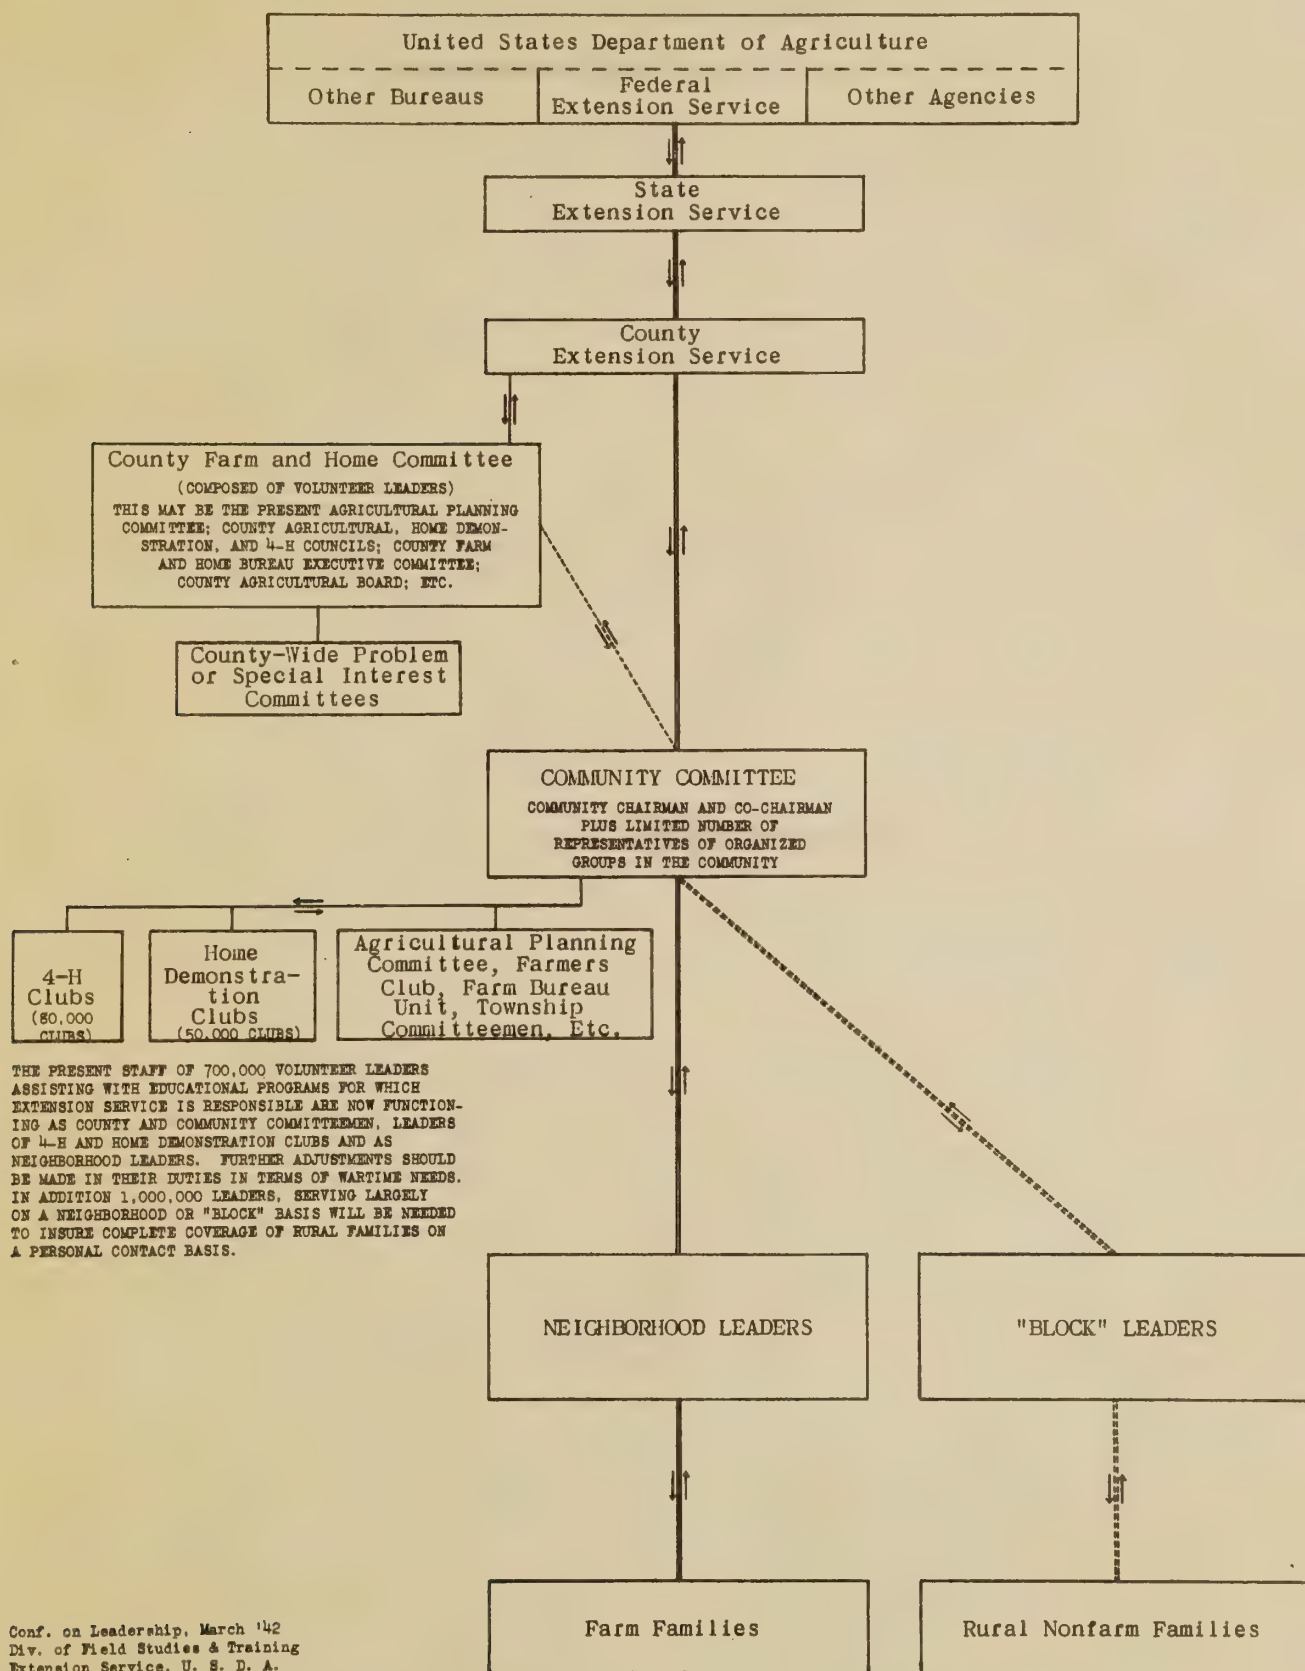 United States Department of Agriculture
Other Bureaus
Federal
Extension Service
Other Agencies
State
Extension Service
County
Extension Service
County Farm and Home Committee
(COMPOSED OF VOLUNTEER LEADERS)
THIS MAY BE THE PRESENT AGRICULTURAL PLANNING
COMMITTEE; COUNTY AGRICULTURAL, HOME DEMON-
STRATION, AND 4-H COUNCILS; COUNTY FARM
AND HOME BUREAU EXECUTIVE COMMITTEE;
COUNTY AGRICULTURAL BOARD; ETC.
County-Wide Problem
or Special Interest
Committees
COMMUNITY COMMITTEE
COMMUNITY CHAIRMAN AND CO-CHAIRMAN
PLUS LIMITED NUMBER OF
REPRESENTATIVES OF ORGANIZED
GROUPS IN THE COMMUNITY
4-H
Clubs
(80,000
CLUBS)
Home
Demonstra-
tion
Clubs
(50,000 CLUBS)
Agricultural Planning
Committee, Farmers
Club, Farm Bureau
Unit, Township
Committeemen, Etc.
THE PRESENT STAFF OF 700,000 VOLUNTEER LEADERS
ASSISTING WITH EDUCATIONAL PROGRAMS FOR WHICH
EXTENSION SERVICE IS RESPONSIBLE ARE NOW FUNCTION-
ING AS COUNTY AND COMMUNITY COMMITTEEMEN, LEADERS
OF 4-H AND HOME DEMONSTRATION CLUBS AND AS
NEIGHBORHOOD LEADERS. FURTHER ADJUSTMENTS SHOULD
BE MADE IN THEIR DUTIES IN TERMS OF WARTIME NEEDS.
IN ADDITION 1,000,000 LEADERS, SERVING LARGELY
ON A NEIGHBORHOOD OR "BLOCK" BASIS WILL BE NEEDED
TO INSURE COMPLETE COVERAGE OF RURAL FAMILIES ON
A PERSONAL CONTACT BASIS.
NEIGHBORHOOD LEADERS
"BLOCK" LEADERS
Farm Families
Rural Nonfarm Families
Conf. on Leadership, March '42
Div. of Field Studies & Training
Extension Service, U. S. D. A.